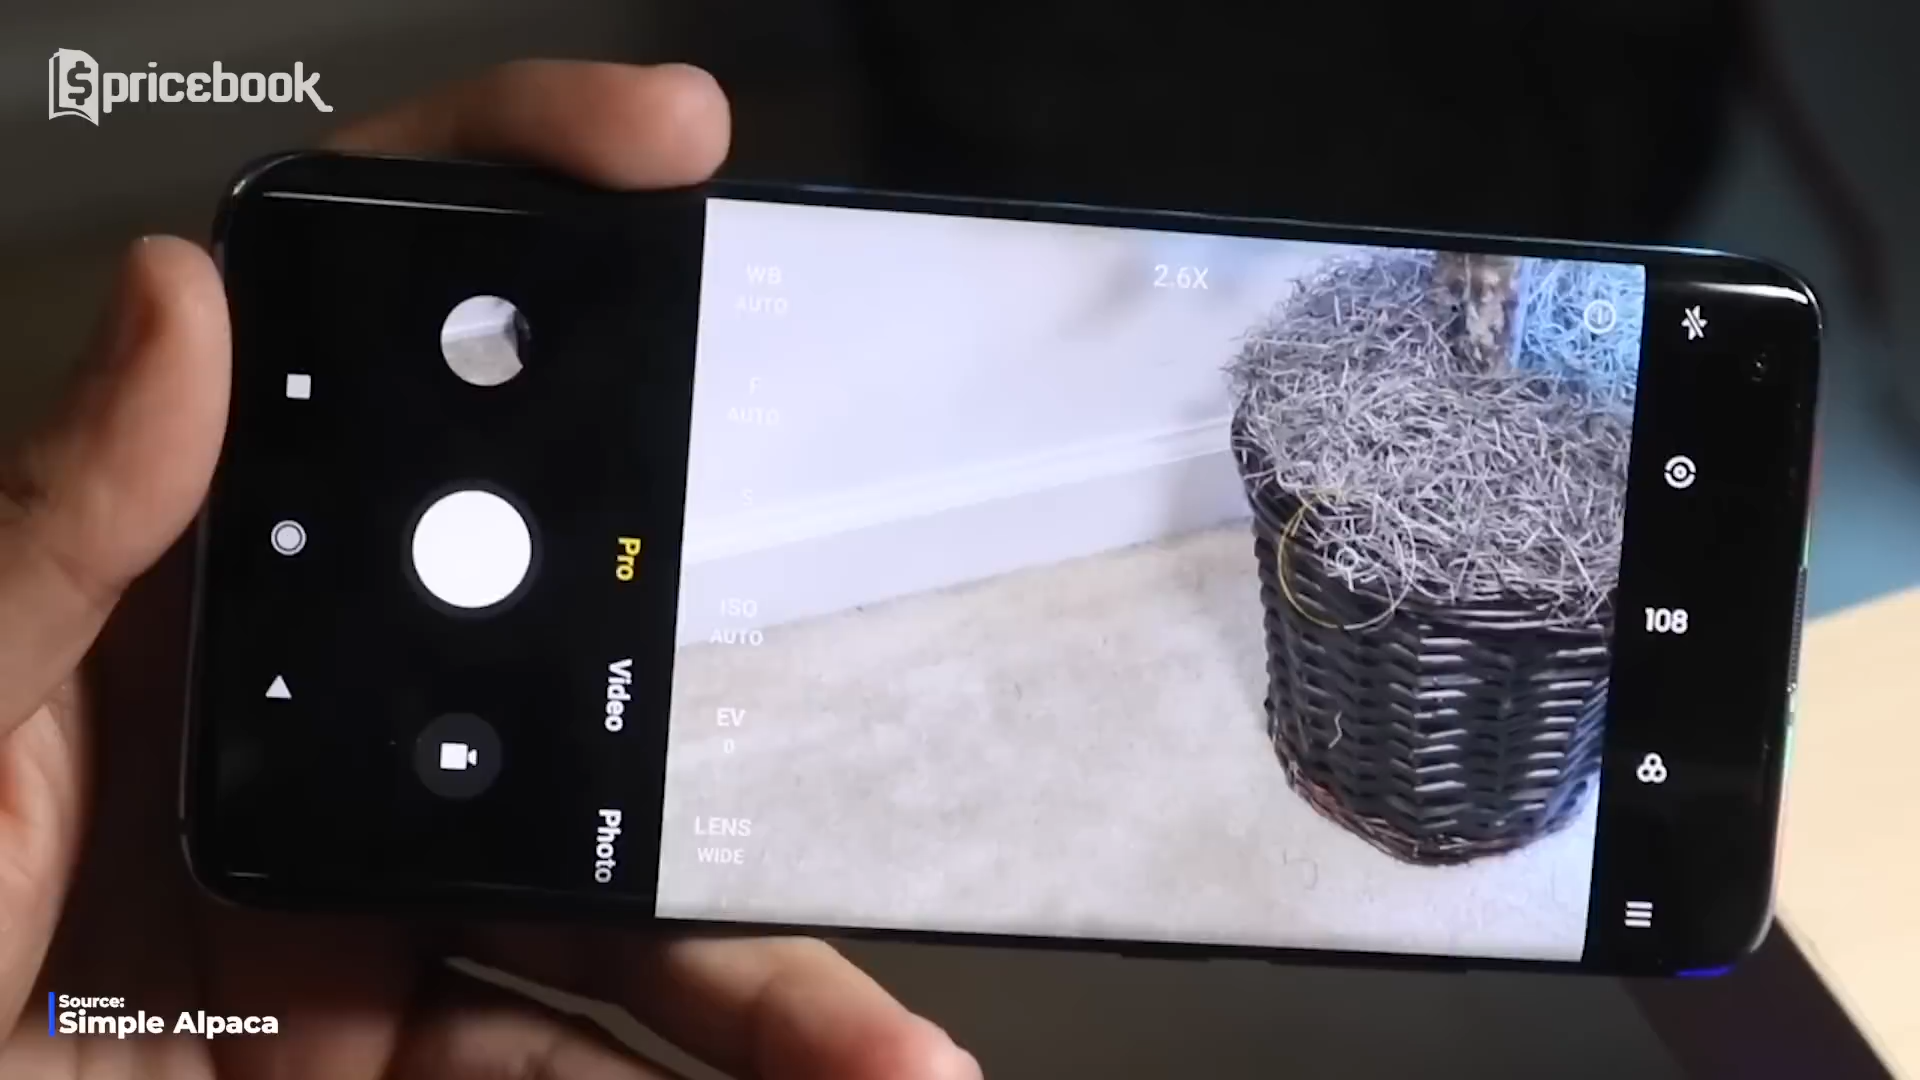 pricebook
WB
AUTO
2.6X
F
AUTO
S
ISO
AUTO
EV
0
LENS
WIDE
Pro
Video
Photo
108
Source:
Simple Alpaca